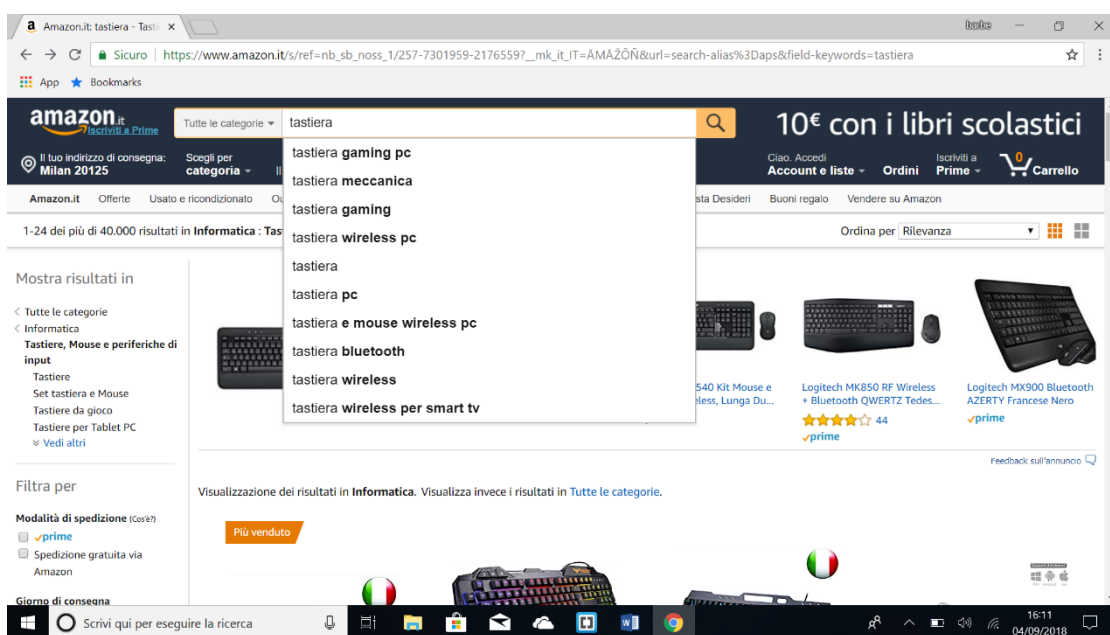 Amazon.it: tastiera - Tasti
barbe
Sicuro https://www.amazon.it/s/ref=nb_sb_noss_1/257-7301959-2176559?__mk_it_IT=ÅMÅŽÕÑ&url=search-alias%3Daps&field-keywords=tastiera
App Bookmarks
amazon.it
Iscriviti a Prime
Tutte le categorie tastiera
10€ con i libri scolastici
Il tuo indirizzo di consegna:
Milan 20125
Scegli per
categoria
Ciao. Accedi
Account e liste
Ordini
Iscriviti a
Prime
0
Carrello
Amazon.it Offerte Usato e ricondizionato sta Desideri Buoni regalo Vendere su Amazon
1-24 dei più di 40.000 risultati in Informatica : Tas
Ordina per Rilevanza
tastiera gaming pc
tastiera meccanica
tastiera gaming
tastiera wireless pc
tastiera
tastiera pc
tastiera e mouse wireless pc
tastiera bluetooth
tastiera wireless
tastiera wireless per smart tv
Mostra risultati in
Tutte le categorie
Informatica
Tastiere, Mouse e periferiche di
input
Tastiere
Set tastiera e Mouse
Tastiere da gioco
Tastiere per Tablet PC
Vedi altri
540 Kit Mouse e
eless, Lunga Du...
Logitech MK850 RF Wireless
+ Bluetooth QWERTZ Tedes...
44
prime
Logitech MX900 Bluetooth
AZERTY Francese Nero
prime
Feedback sull'annuncio
Filtra per
Modalità di spedizione (Cos'è?)
prime
Spedizione gratuita via
Amazon
Giorno di consegna
Visualizzazione dei risultati in Informatica. Visualizza invece i risultati in Tutte le categorie.
Più venduto
Scrivi qui per eseguire la ricerca
16:11
04/09/2018